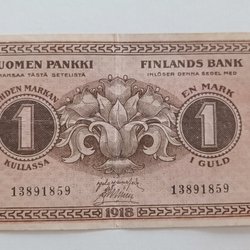 SUOMEN PANKKI
FINLANDS BANK
MAKSAA TÄSTÄ SETELISTÄ
INLÖSER DENNA SEDEL MED
YHDEN MARKAN
EN MARK
1
1
KULLASSA
I GULD
13891859
13891859
1918